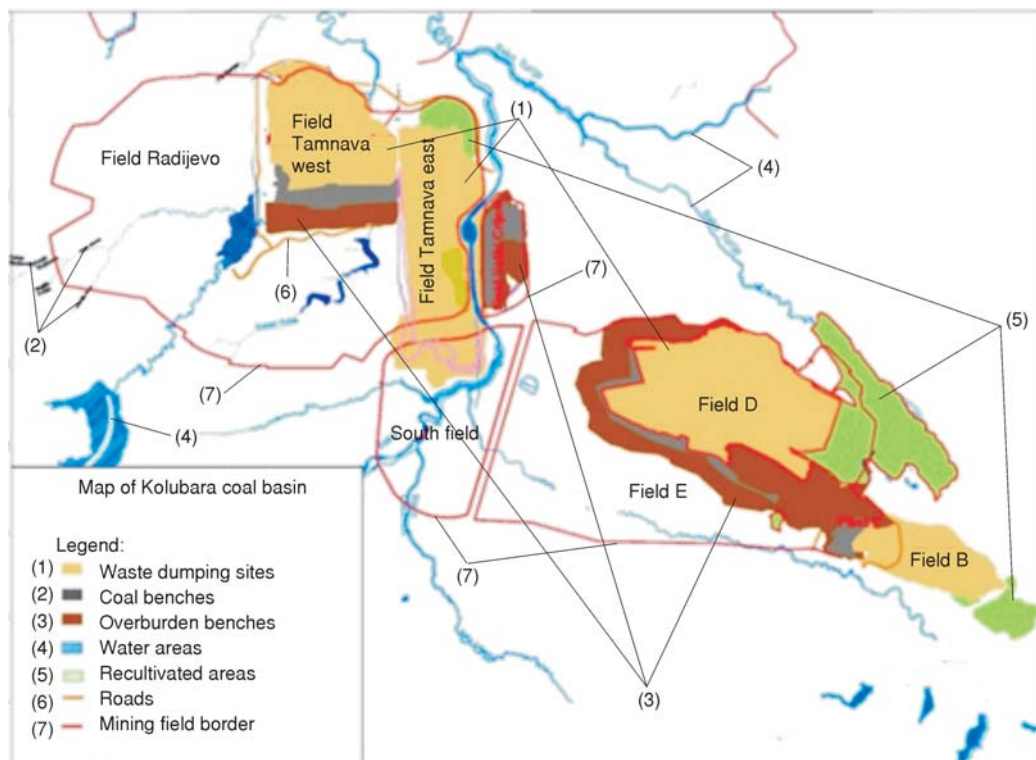 (1)
Field
Tamnava
west
Field Radijevo
Field Tamnava east
(4)
(7)
(6)
(5)
(2)
(7)
Field D
(4)
South field
Field E
Map of Kolubara coal basin
(7)
Field B
Legend:
(1) Waste dumping sites
(2) Coal benches
(3) Overburden benches
(4) Water areas
(5) Recultivated areas
(6) Roads
(7) Mining field border
(3)